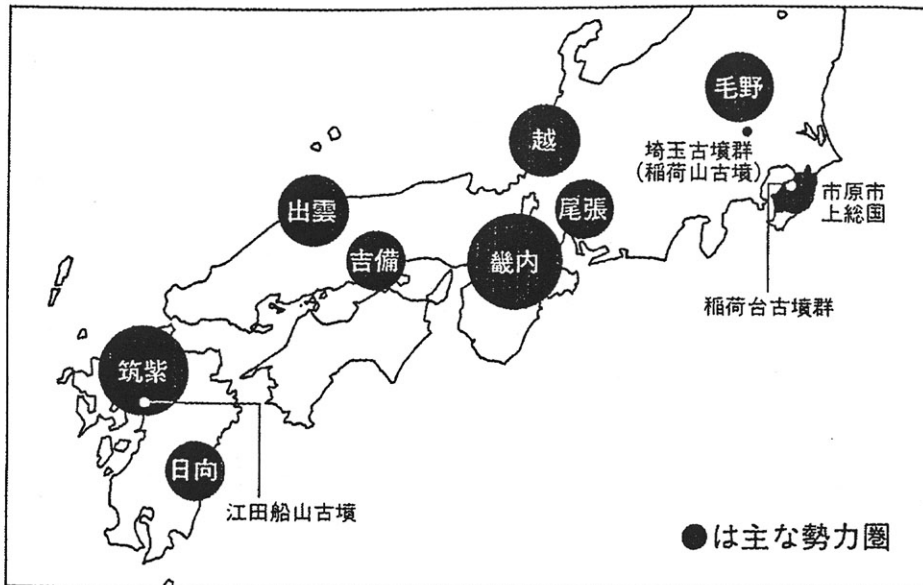 毛野
越
埼玉古墳群
(稲荷山古墳)
市原市
上総国
出雲
尾張
吉備
畿内
稲荷台古墳群
筑紫
日向
江田船山古墳
●は主な勢力圏